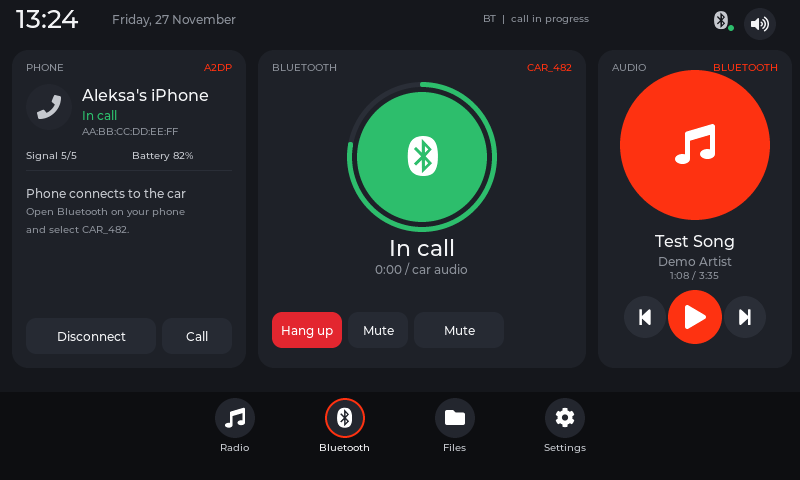 13:24
Friday, 27 November
BT | call in progress
PHONE
A2DP
Aleksa's iPhone
In call
AA:BB:CC:DD:EE:FF
Signal 5/5
Battery 82%
Phone connects to the car
Open Bluetooth on your phone
and select CAR_482.
Disconnect
Call
BLUETOOTH
CAR_482
In call
0:00 / car audio
Hang up
Mute
Mute
AUDIO
BLUETOOTH
Test Song
Demo Artist
1:08 / 3:35
Radio
Bluetooth
Files
Settings